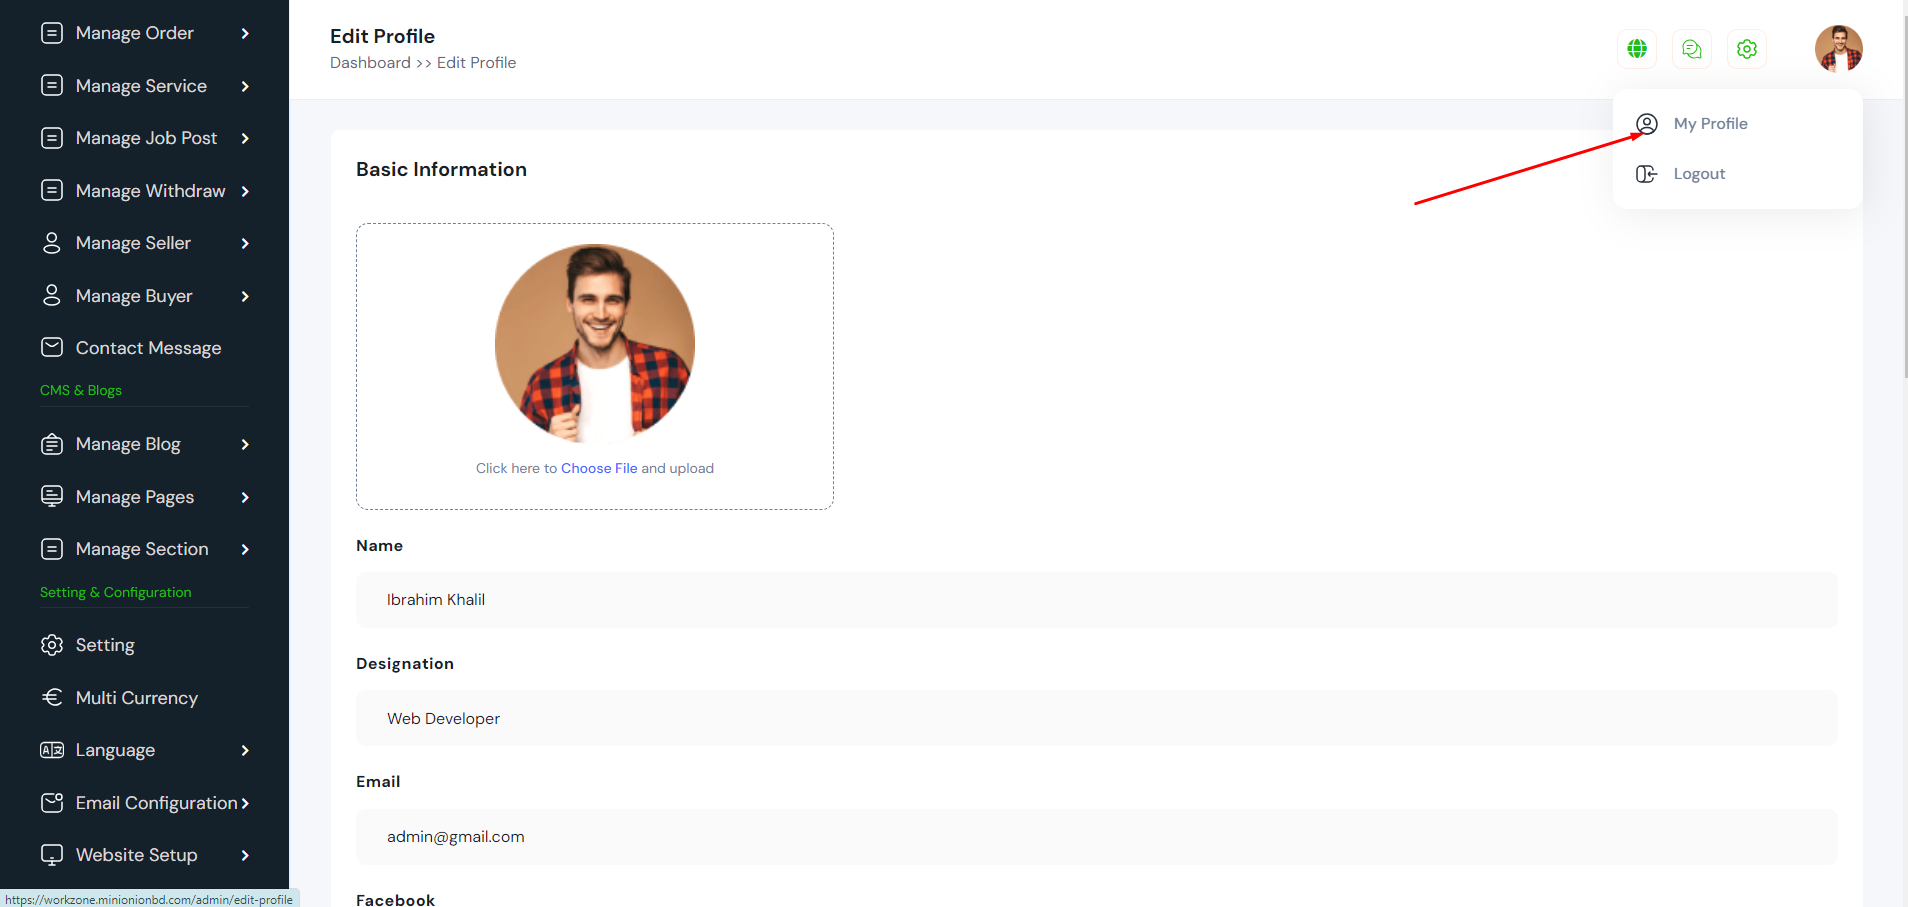 Manage Order
Manage Service
Manage Job Post
Manage Withdraw
Manage Seller
Manage Buyer
Contact Message
CMS & Blogs
Manage Blog
Manage Pages
Manage Section
Setting & Configuration
Setting
Multi Currency
Language
Email Configuration
Website Setup
https://workzone.minionionbd.com/admin/edit-profile
Edit Profile
Dashboard >> Edit Profile
My Profile
Logout
Basic Information
Click here to Choose File and upload
Name
Ibrahim Khalil
Designation
Web Developer
Email
admin@gmail.com
Facebook